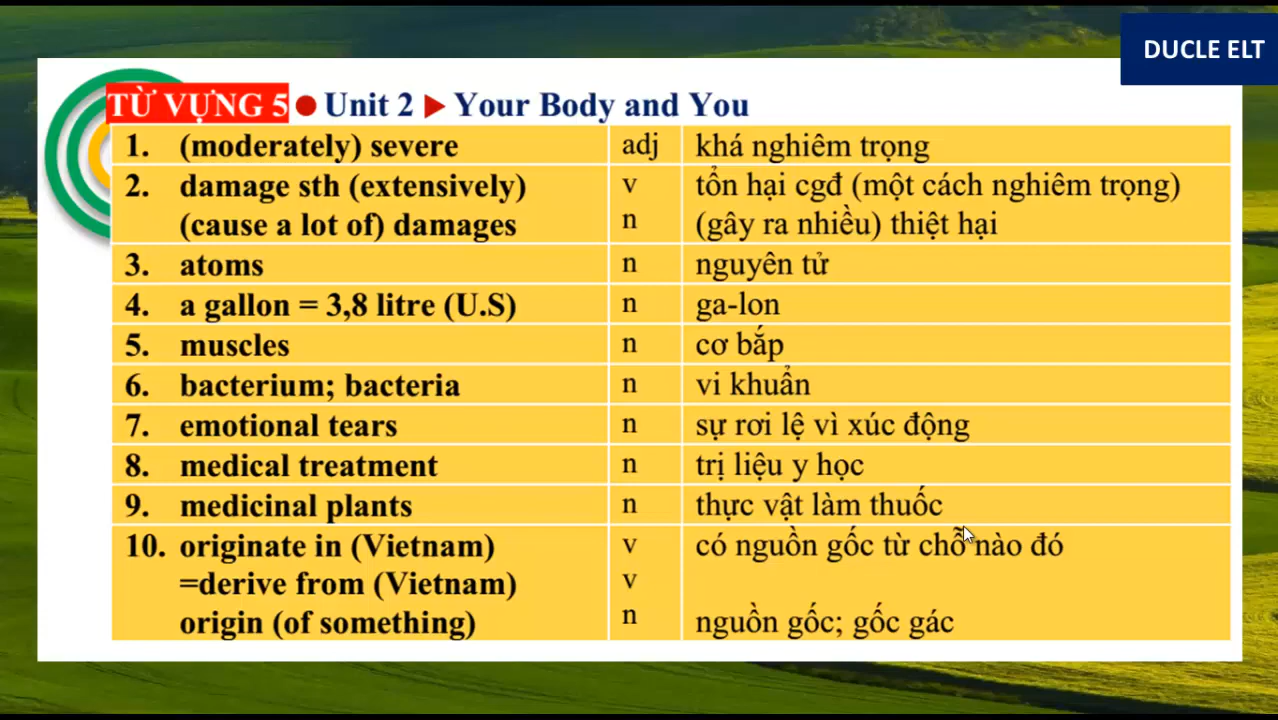 DUCLE ELT
TỪ VỰNG 5 ● Unit 2 ▶ Your Body and You
1. (moderately) severe adj khá nghiêm trọng
2. damage sth (extensively) v tổn hại cgđ (một cách nghiêm trọng)
(cause a lot of) damages n (gây ra nhiều) thiệt hại
3. atoms n nguyên tử
4. a gallon = 3,8 litre (U.S) n ga-lon
5. muscles n cơ bắp
6. bacterium; bacteria n vi khuẩn
7. emotional tears n sự rơi lệ vì xúc động
8. medical treatment n trị liệu y học
9. medicinal plants n thực vật làm thuốc
10. originate in (Vietnam) v có nguồn gốc từ chỗ nào đó
=derive from (Vietnam) v
origin (of something) n nguồn gốc; gốc gác